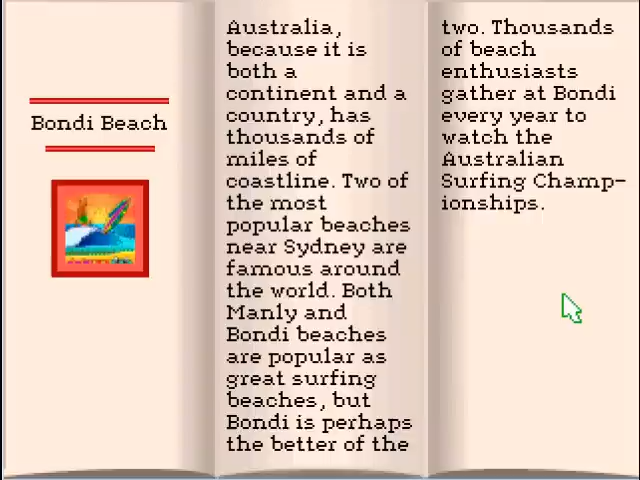 Bondi Beach
Australia,
because it is
both a
continent and a
country, has
thousands of
miles of
coastline. Two of
the most
popular beaches
near Sydney are
famous around
the world. Both
Manly and
Bondi beaches
are popular as
great surfing
beaches, but
Bondi is perhaps
the better of the
two. Thousands
of beach
enthusiasts
gather at Bondi
every year to
watch the
Australian
Surfing Champ-
ionships.